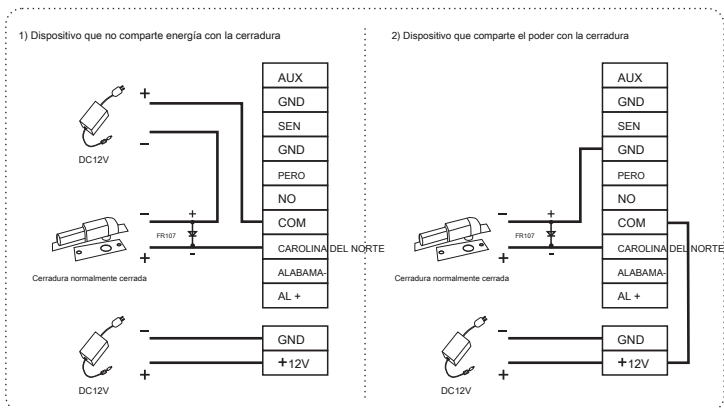 1) Dispositivo que no comparte energía con la cerradura
+
−
DC12V
AUX
GND
SEN
GND
PERO
NO
COM
CAROLINA DEL NORTE
ALABAMA-
AL +
−
+
+
FR107
-
Cerradura normalmente cerrada
−
+
DC12V
GND
+12V
2) Dispositivo que comparte el poder con la cerradura
AUX
GND
SEN
GND
PERO
NO
COM
CAROLINA DEL NORTE
ALABAMA-
AL +
−
+
+
FR107
-
Cerradura normalmente cerrada
−
+
DC12V
GND
+12V